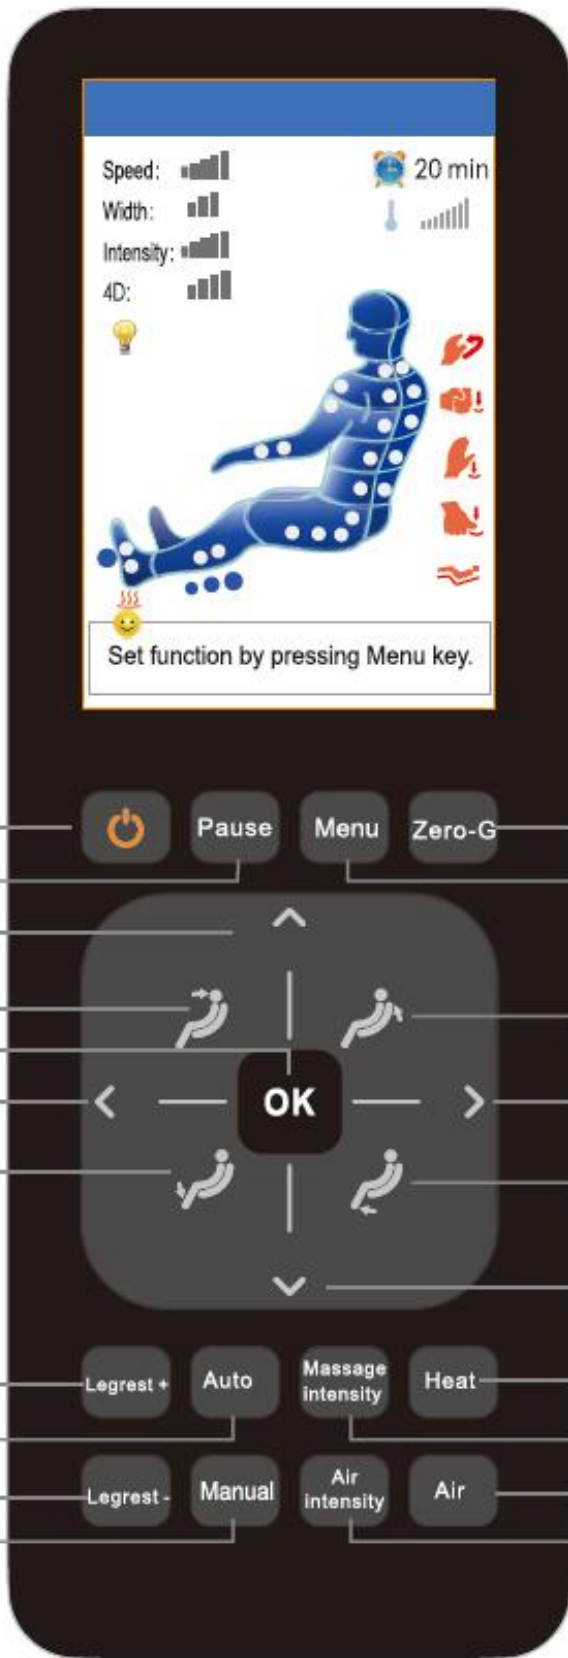 Speed:
20 min
Width:
Intensity:
4D:
Set function by pressing Menu key.
Pause
Menu
Zero-G
OK
Legrest +
Auto
Massage
intensity
Heat
Legrest -
Manual
Air
intensity
Air